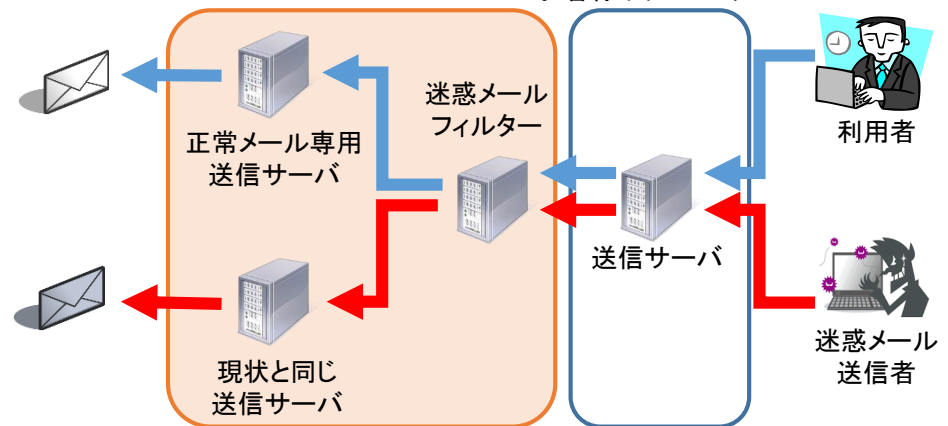 迷惑メール
フィルター
利用者
正常メール専用
送信サーバ
送信サーバ
迷惑メール
送信者
現状と同じ
送信サーバ